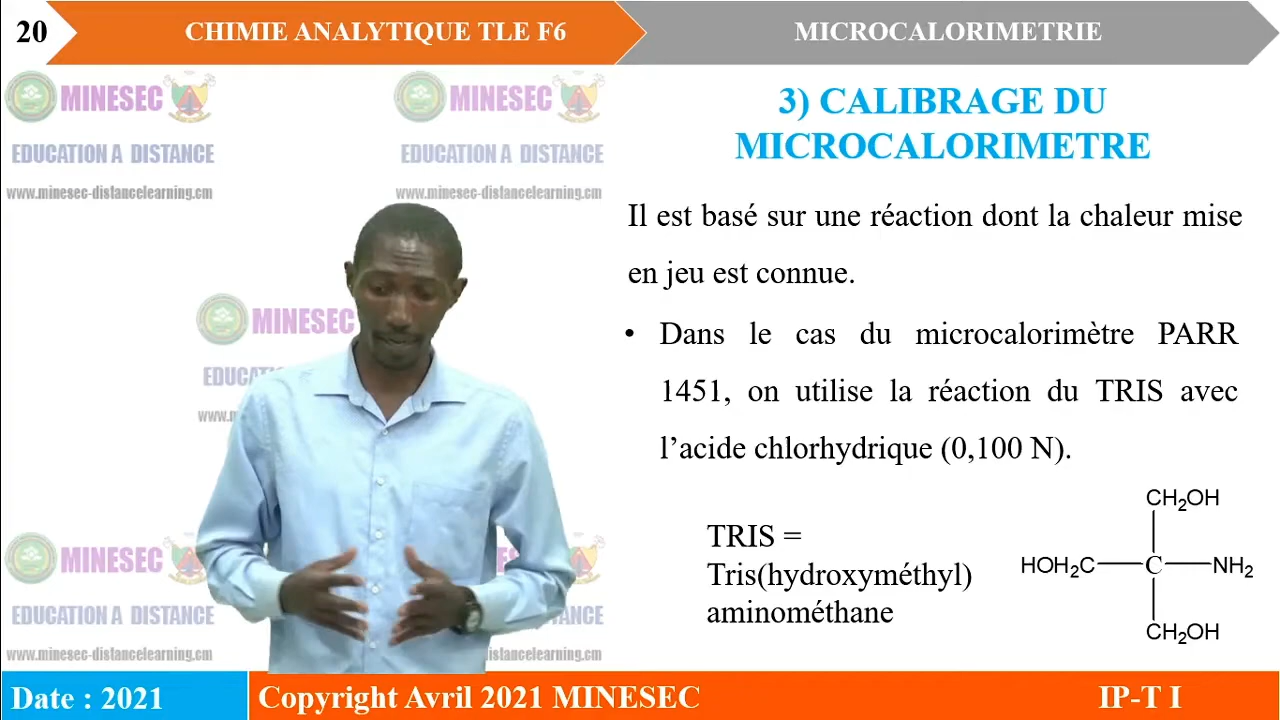 20
CHIMIE ANALYTIQUE TLE F6
MICROCALORIMETRIE
MINESEC
EDUCATION A DISTANCE
www.minesec-distancelearning.cm
MINESEC
EDUCATION A DISTANCE
www.minesec-distancelearning.cm
3) CALIBRAGE DU
MICROCALORIMETRE
Il est basé sur une réaction dont la chaleur mise
en jeu est connue.
MINESEC
• Dans le cas du microcalorimètre PARR
1451, on utilise la réaction du TRIS avec
l’acide chlorhydrique (0,100 N).
TRIS =
Tris(hydroxyméthyl)
aminométhane
CH2OH
HOH2C C NH2
CH2OH
MINESEC
EDUCATION A DISTANCE
www.minesec-distancelearning.cm
Date : 2021
Copyright Avril 2021 MINESEC
IP-T I